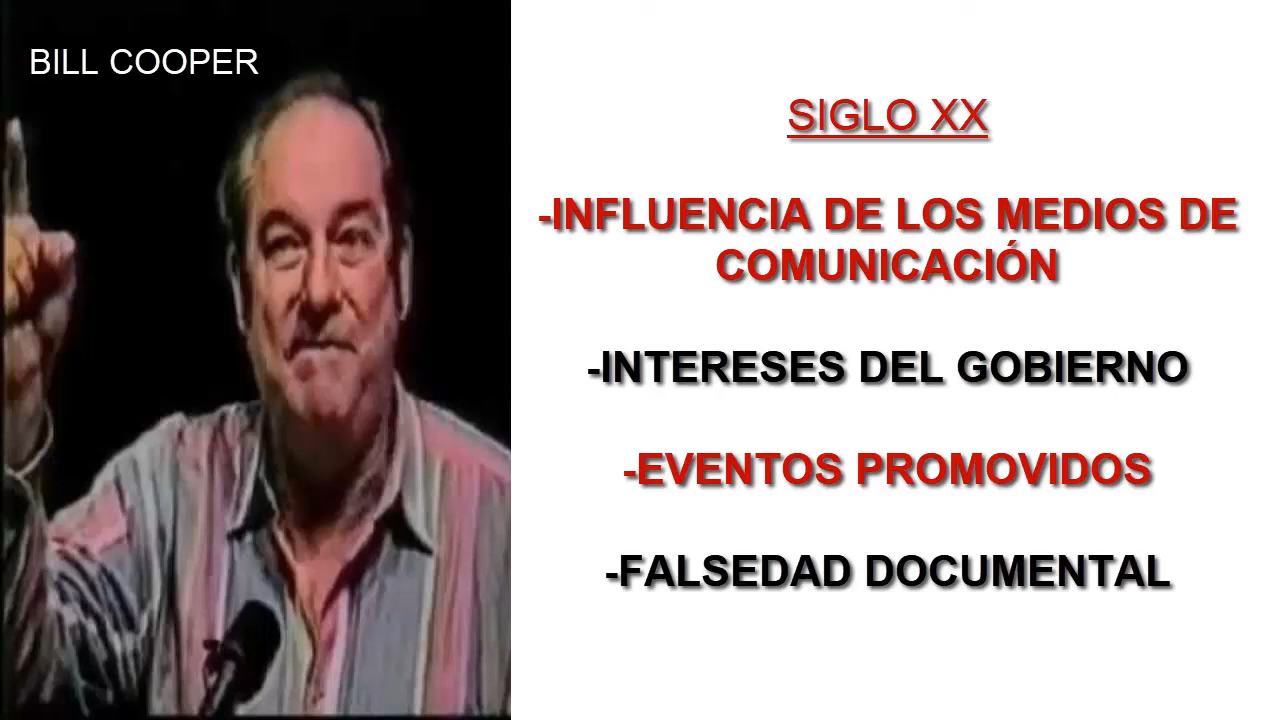 BILL COOPER
SIGLO XX
-INFLUENCIA DE LOS MEDIOS DE
COMUNICACIÓN
-INTERESES DEL GOBIERNO
-EVENTOS PROMOVIDOS
-FALSEDAD DOCUMENTAL